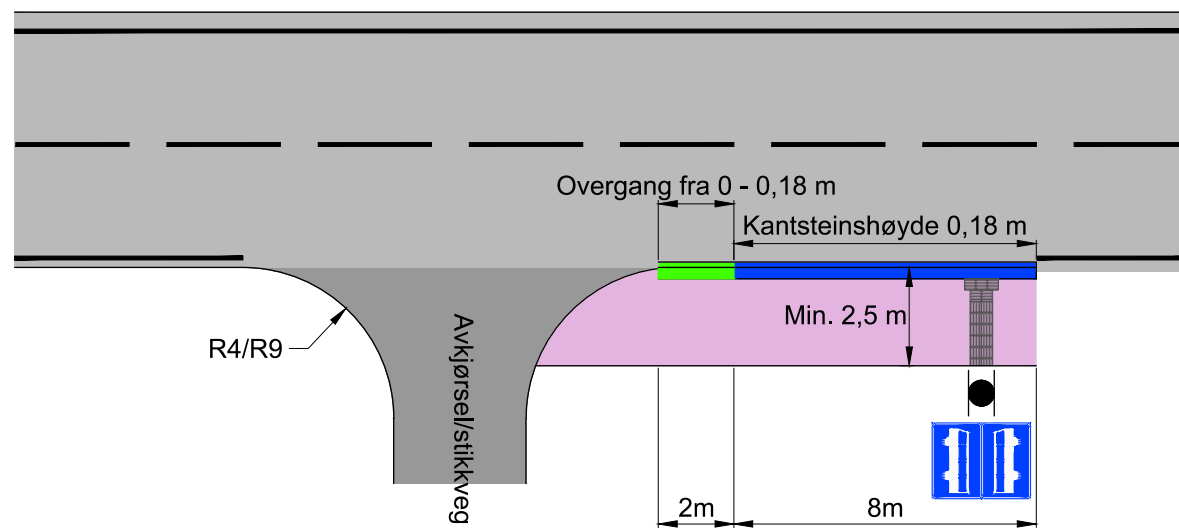 Overgang fra 0 - 0,18 m
Kantsteinshøyde 0,18 m
Min. 2,5 m
R4/R9
Avkjørsel/stikkveg
2m
8m